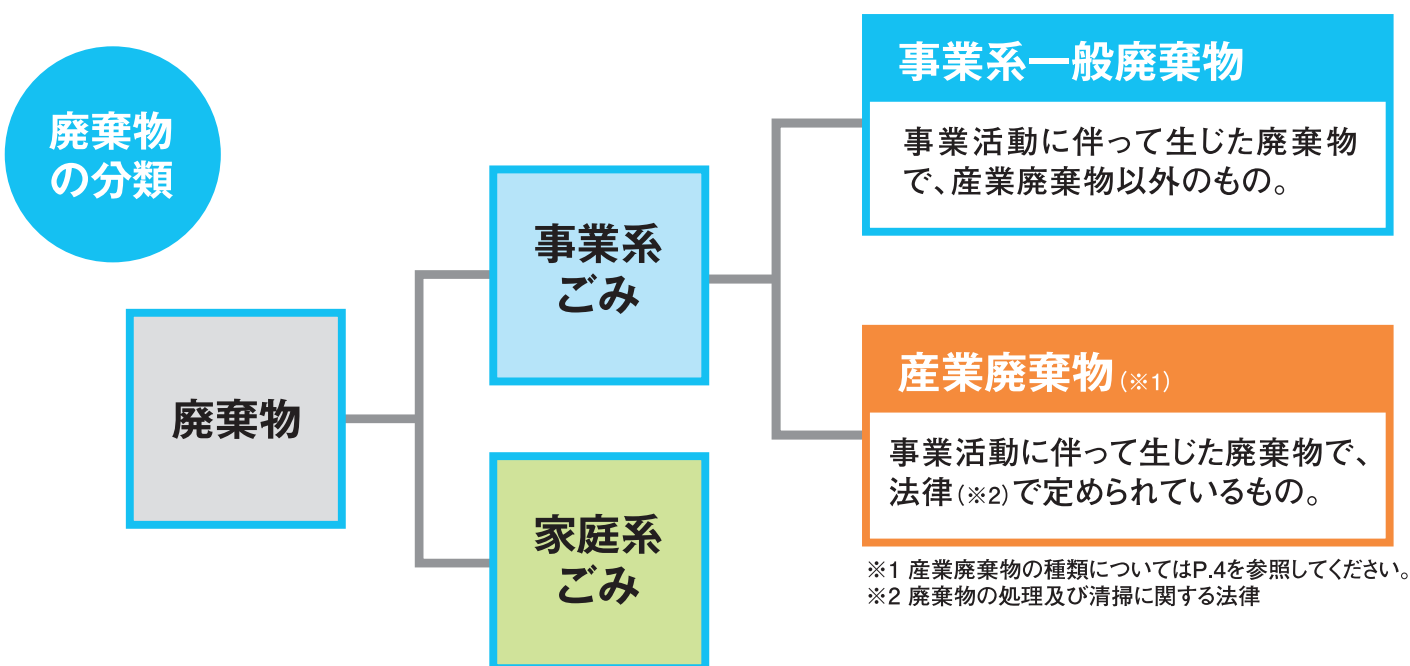 廃棄物
の分類
廃棄物
事業系
ごみ
家庭系
ごみ
事業系一般廃棄物
事業活動に伴って生じた廃棄物
で、産業廃棄物以外のもの。
産業廃棄物(※1)
事業活動に伴って生じた廃棄物で、
法律(※2)で定められているもの。
※1 産業廃棄物の種類についてはP.4を参照してください。
※2 廃棄物の処理及び清掃に関する法律